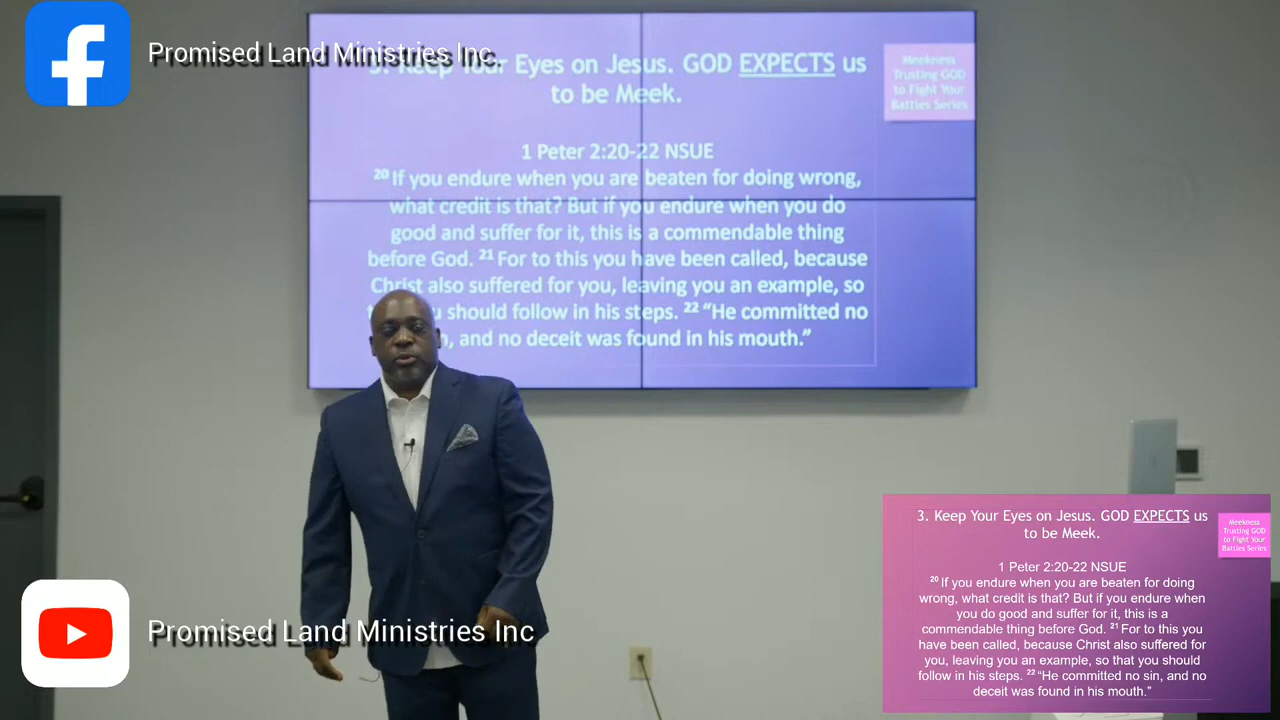 Promised Land Ministries Inc.
Your Eyes on Jesus. GOD EXPECTS us
to be Meek.
Meekness
Trusting GOD
to Fight Your
Battles Series
1 Peter 2:20-22 NSUE
20 If you endure when you are beaten for doing wrong,
what credit is that? But if you endure when you do
good and suffer for it, this is a commendable thing
before God. 21 For to this you have been called, because
Christ also suffered for you, leaving you an example, so
should follow in his steps. 22 “He committed no
and no deceit was found in his mouth.”
Promised Land Ministries Inc
3. Keep Your Eyes on Jesus. GOD EXPECTS us
to be Meek.
Meekness
Trusting GOD
to Fight Your
Battles Series
1 Peter 2:20-22 NSUE
20 If you endure when you are beaten for doing
wrong, what credit is that? But if you endure when
you do good and suffer for it, this is a
commendable thing before God. 21 For to this you
have been called, because Christ also suffered for
you, leaving you an example, so that you should
follow in his steps. 22 “He committed no sin, and no
deceit was found in his mouth.”